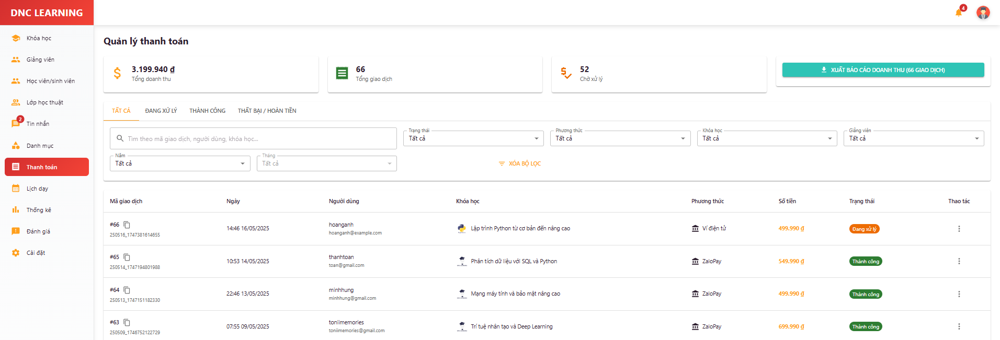 DNC LEARNING
4
Khóa học
Giảng viên
Học viên/sinh viên
Lớp học thuật
2
Tin nhắn
Danh mục
Thanh toán
Lịch dạy
Thống kê
Đánh giá
Cài đặt
Quản lý thanh toán
3.199.940 ₫
Tổng doanh thu
66
Tổng giao dịch
52
Chờ xử lý
XUẤT BÁO CÁO DOANH THU (66 GIAO DỊCH)
TẤT CẢ ĐANG XỬ LÝ THÀNH CÔNG THẤT BẠI / HOÀN TIỀN
Tìm theo mã giao dịch, người dùng, khóa học...
Trạng thái
Tất cả
Phương thức
Tất cả
Khóa học
Tất cả
Giảng viên
Tất cả
Năm
Tất cả
Tháng
Tất cả
XÓA BỘ LỌC
Mã giao dịch Ngày Người dùng Khóa học Phương thức Số tiền Trạng thái Thao tác
#66
250516_1747381614655
14:46 16/05/2025
hoanganh
hoanganh@example.com
Lập trình Python từ cơ bản đến nâng cao
Ví điện tử
499.990 ₫
Đang xử lý
#65
250514_1747194801988
10:53 14/05/2025
thanhtoan
toan@gmail.com
Phân tích dữ liệu với SQL và Python
ZaloPay
549.990 ₫
Thành công
#64
250513_1747151182330
22:46 13/05/2025
minhhung
minhhung@gmail.com
Mạng máy tính và bảo mật nâng cao
ZaloPay
499.990 ₫
Thành công
#63
250509_1746752122729
07:55 09/05/2025
toniimemories
toniimemories@gmail.com
Trí tuệ nhân tạo và Deep Learning
ZaloPay
699.990 ₫
Thành công